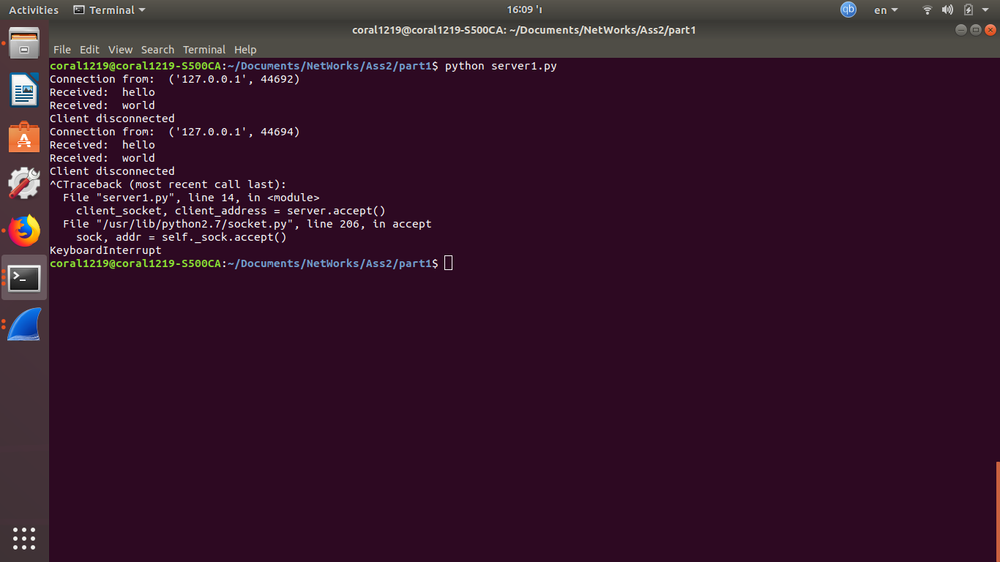 Activities Terminal 16:09 'ו qb en
coral1219@coral1219-S500CA: ~/Documents/NetWorks/Ass2/part1
File Edit View Search Terminal Help
coral1219@coral1219-S500CA:~/Documents/NetWorks/Ass2/part1$ python server1.py
Connection from:  ('127.0.0.1', 44692)
Received:  hello
Received:  world
Client disconnected
Connection from:  ('127.0.0.1', 44694)
Received:  hello
Received:  world
Client disconnected
^CTraceback (most recent call last):
  File "server1.py", line 14, in <module>
    client_socket, client_address = server.accept()
  File "/usr/lib/python2.7/socket.py", line 206, in accept
    sock, addr = self._sock.accept()
KeyboardInterrupt
coral1219@coral1219-S500CA:~/Documents/NetWorks/Ass2/part1$